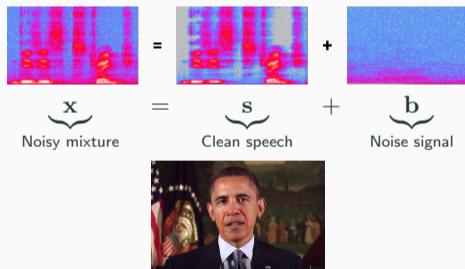 = +
x = s + b
Noisy mixture Clean speech Noise signal